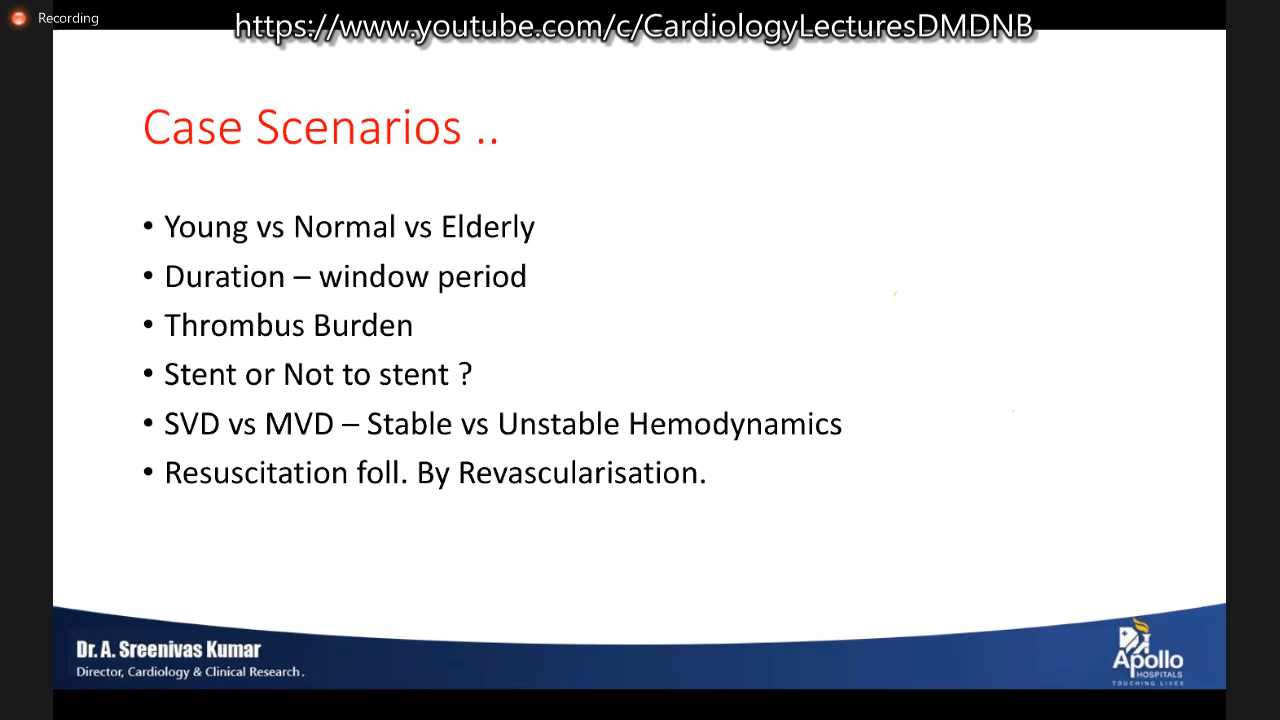 Recording
https://www.youtube.com/c/CardiologyLecturesDMDNB
Case Scenarios ..
• Young vs Normal vs Elderly
• Duration – window period
• Thrombus Burden
• Stent or Not to stent ?
• SVD vs MVD – Stable vs Unstable Hemodynamics
• Resuscitation foll. By Revascularisation.
Dr. A. Sreenivas Kumar
Director, Cardiology & Clinical Research.
Apollo
HOSPITALS
TOUCHING LIVES